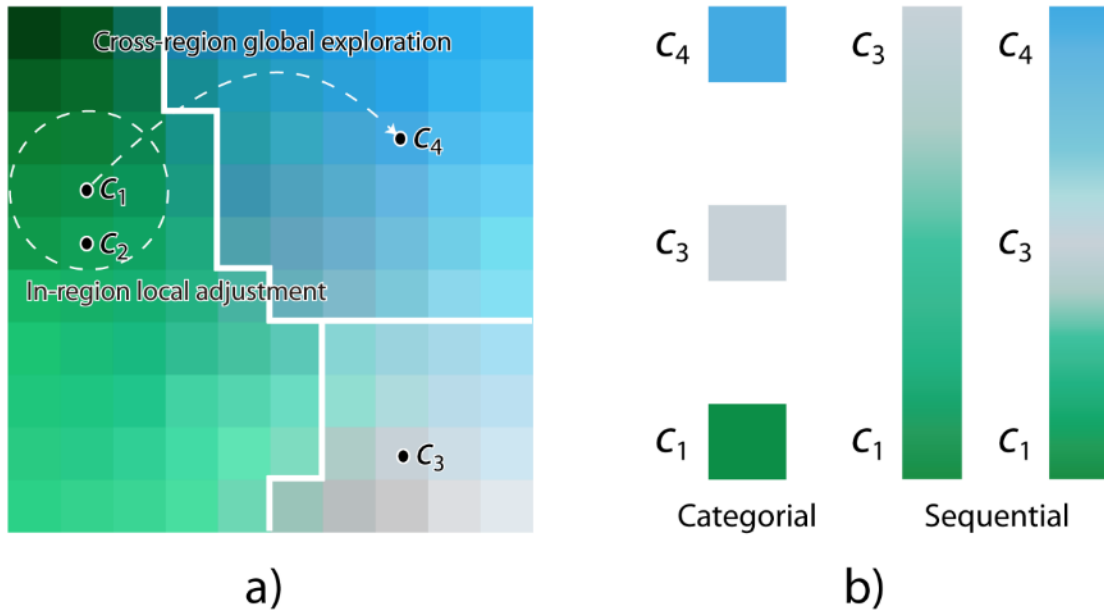 Cross-region global exploration
c4
c1
c2
In-region local adjustment
c3
a)
c4
c3
c1
Categorial
c3
c1
c4
c3
c1
Sequential
b)